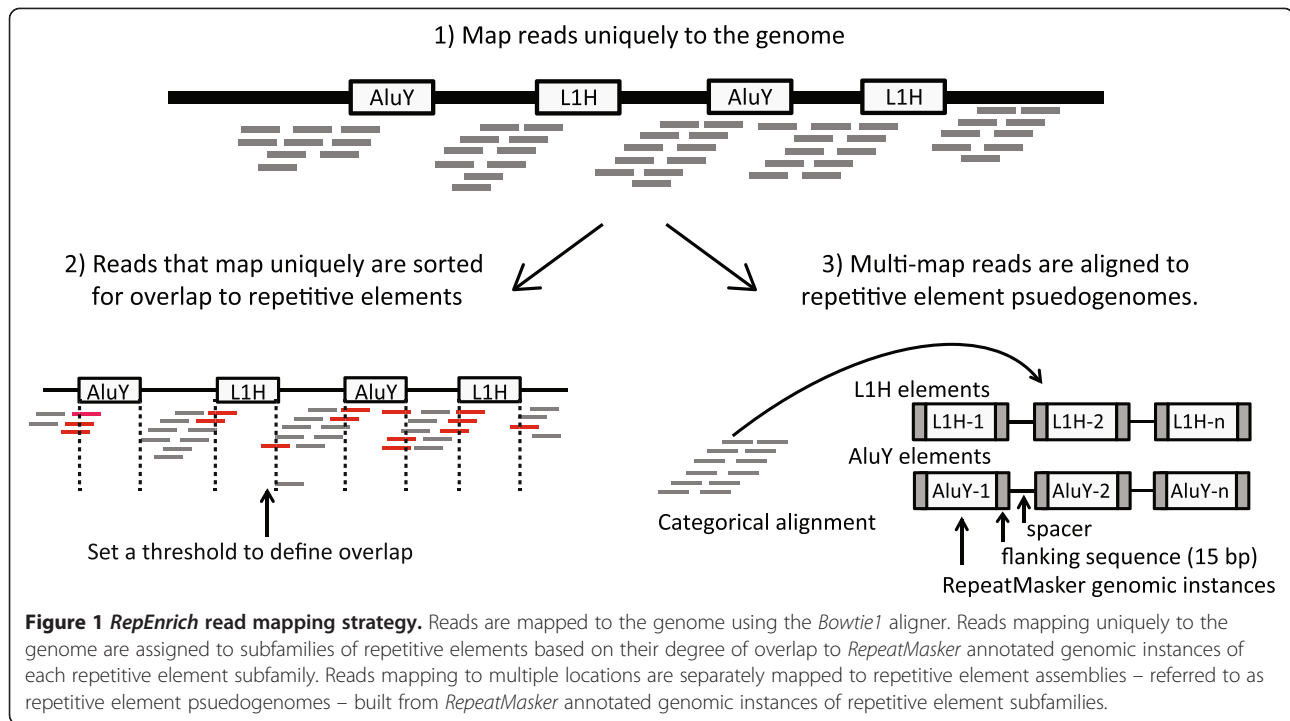 1) Map reads uniquely to the genome
AluY
L1H
AluY
L1H
2) Reads that map uniquely are sorted
for overlap to repetitive elements
3) Multi-map reads are aligned to
repetitive element psuedogenomes.
AluY
L1H
AluY
L1H
Set a threshold to define overlap
L1H elements
L1H-1
L1H-2
L1H-n
AluY elements
AluY-1
AluY-2
AluY-n
Categorical alignment
spacer
flanking sequence (15 bp)
RepeatMasker genomic instances
Figure 1 RepEnrich read mapping strategy. Reads are mapped to the genome using the Bowtie1 aligner. Reads mapping uniquely to the
genome are assigned to subfamilies of repetitive elements based on their degree of overlap to RepeatMasker annotated genomic instances of
each repetitive element subfamily. Reads mapping to multiple locations are separately mapped to repetitive element assemblies – referred to as
repetitive element psuedogenomes – built from RepeatMasker annotated genomic instances of repetitive element subfamilies.